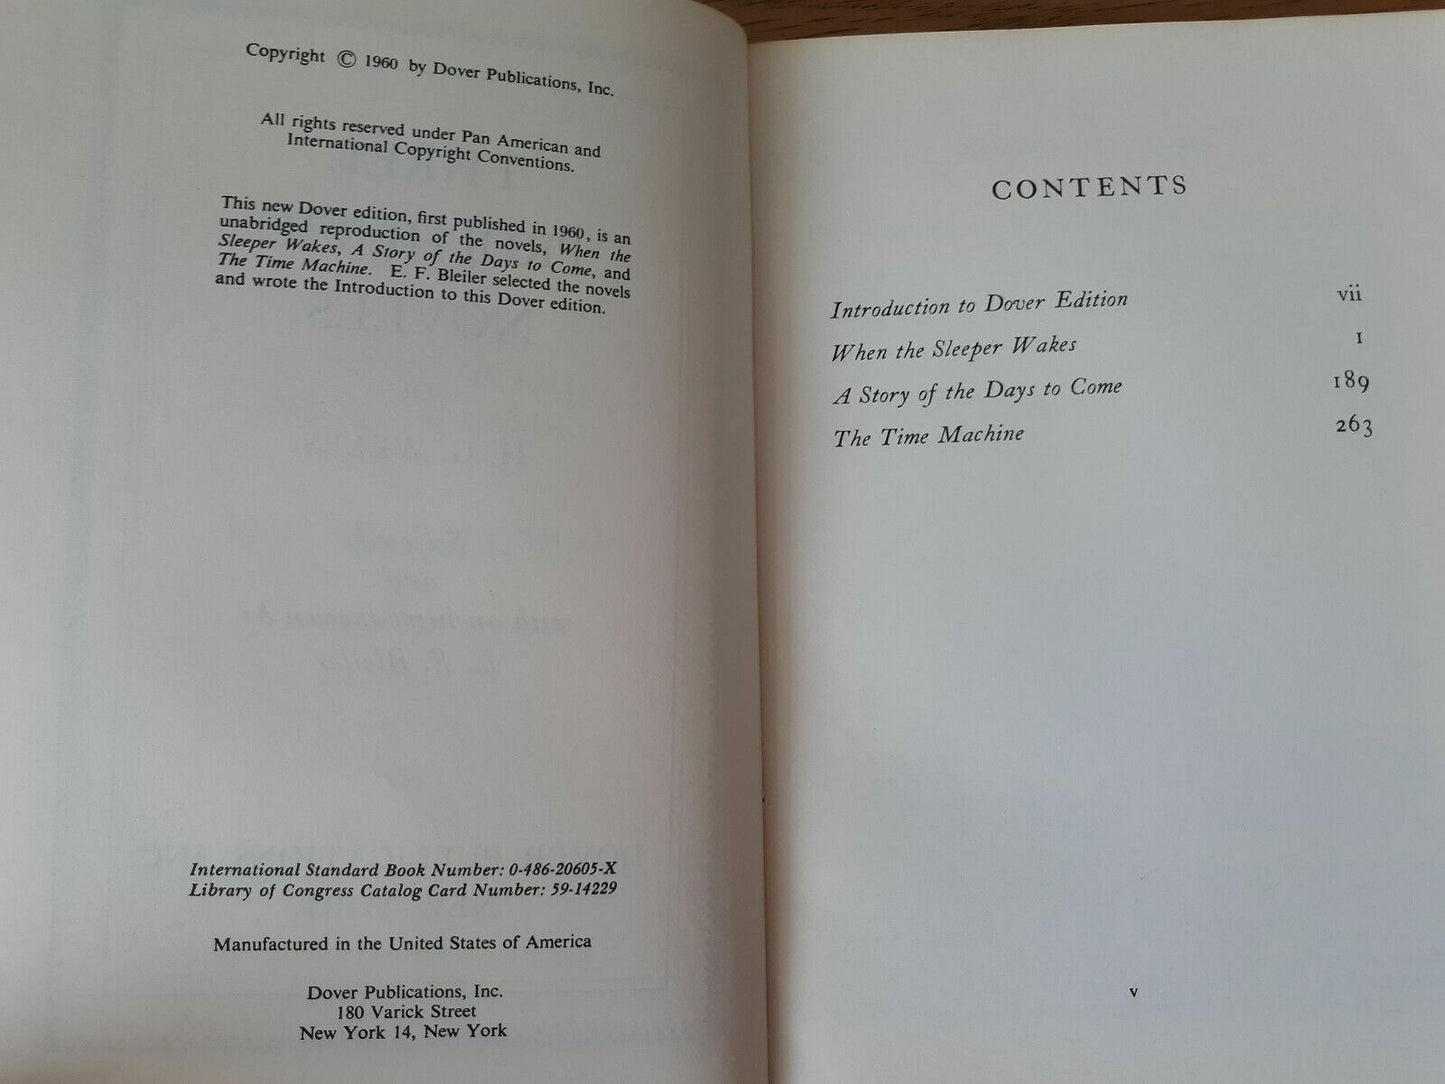 Copyright © 1960 by Dover Publications, Inc.
All rights reserved under Pan American and
International Copyright Conventions.
This new Dover edition, first published in 1960, is an
unabridged reproduction of the novels, When the
Sleeper Wakes, A Story of the Days to Come, and
The Time Machine. E. F. Bleiler selected the novels
and wrote the Introduction to this Dover edition.
International Standard Book Number: 0-486-20605-X
Library of Congress Catalog Card Number: 59-14229
Manufactured in the United States of America
Dover Publications, Inc.
180 Varick Street
New York 14, New York
CONTENTS
Introduction to Dover Edition vii
When the Sleeper Wakes 1
A Story of the Days to Come 189
The Time Machine 263
v